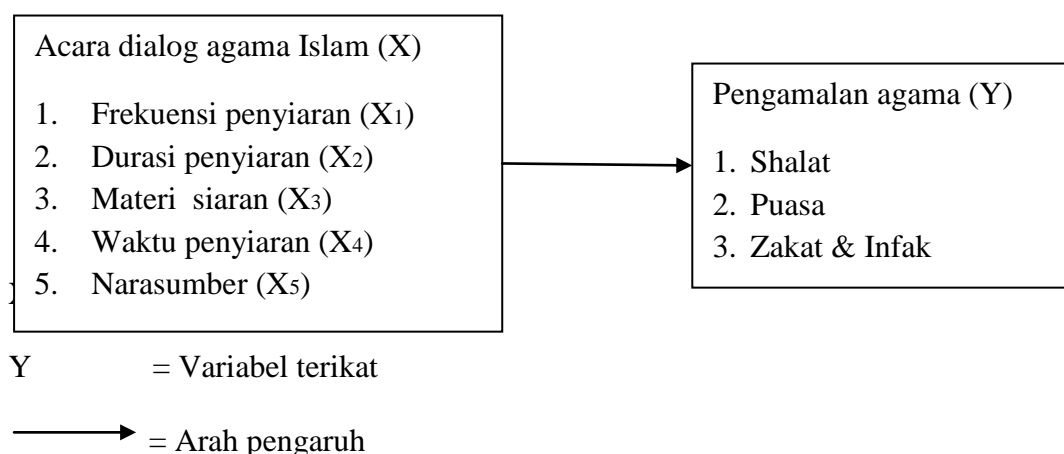 Acara dialog agama Islam (X)
1. Frekuensi penyiaran (X1)
2. Durasi penyiaran (X2)
3. Materi siaran (X3)
4. Waktu penyiaran (X4)
5. Narasumber (X5)
Pengamalan agama (Y)
1. Shalat
2. Puasa
3. Zakat & Infak
Y = Variabel terikat
= Arah pengaruh